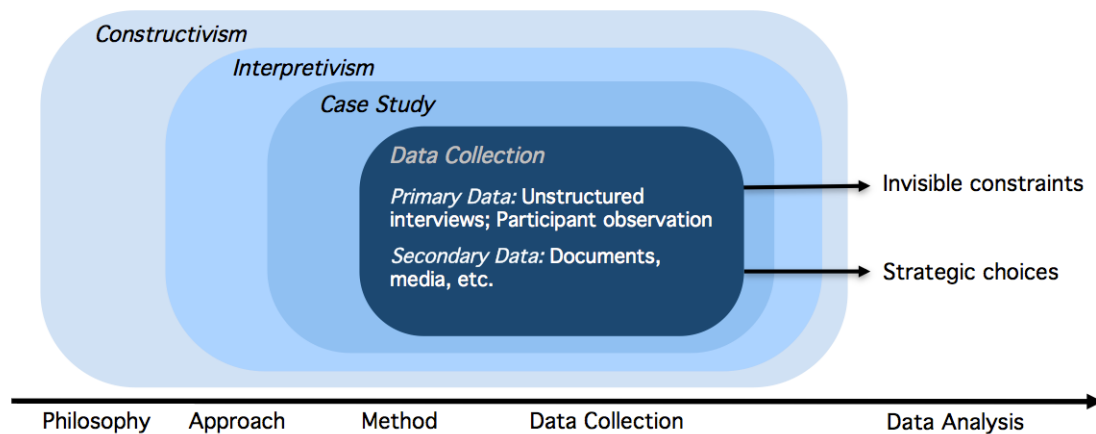 Constructivism
Interpretivism
Case Study
Data Collection
Primary Data: Unstructured
interviews; Participant observation
Secondary Data: Documents,
media, etc.
Invisible constraints
Strategic choices
Philosophy Approach Method Data Collection Data Analysis